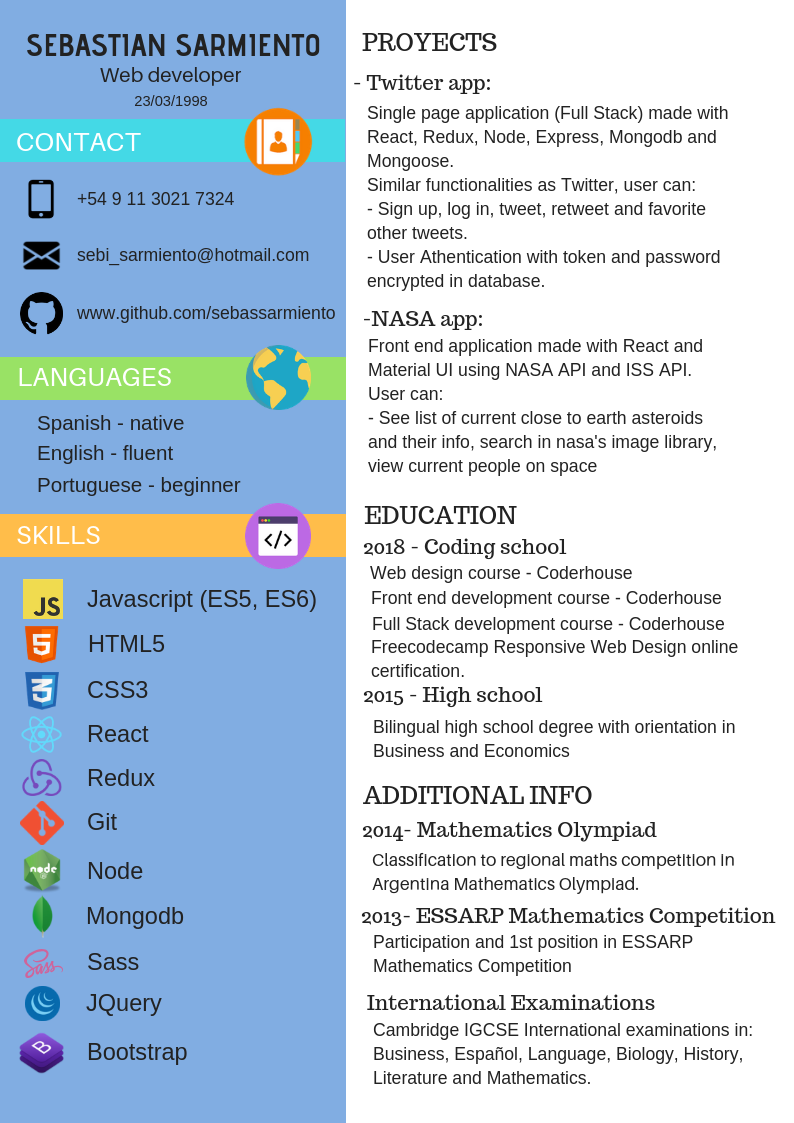 SEBASTIAN SARMIENTO
Web developer
23/03/1998
CONTACT
+54 9 11 3021 7324
sebi_sarmiento@hotmail.com
www.github.com/sebassarmiento
LANGUAGES
Spanish - native
English - fluent
Portuguese - beginner
SKILLS
JS
Javascript (ES5, ES6)
5
HTML5
3
CSS3
React
Redux
Git
node
Node
Mongodb
Sass
Sass
JQuery
B
Bootstrap
PROYECTS
- Twitter app:
Single page application (Full Stack) made with
React, Redux, Node, Express, Mongodb and
Mongoose.
Similar functionalities as Twitter, user can:
- Sign up, log in, tweet, retweet and favorite
other tweets.
- User Athentication with token and password
encrypted in database.
-NASA app:
Front end application made with React and
Material UI using NASA API and ISS API.
User can:
- See list of current close to earth asteroids
and their info, search in nasa's image library,
view current people on space
EDUCATION
2018 - Coding school
Web design course - Coderhouse
Front end development course - Coderhouse
Full Stack development course - Coderhouse
Freecodecamp Responsive Web Design online
certification.
2015 - High school
Bilingual high school degree with orientation in
Business and Economics
ADDITIONAL INFO
2014- Mathematics Olympiad
Classification to regional maths competition in
Argentina Mathematics Olympiad.
2013- ESSARP Mathematics Competition
Participation and 1st position in ESSARP
Mathematics Competition
International Examinations
Cambridge IGCSE International examinations in:
Business, Español, Language, Biology, History,
Literature and Mathematics.